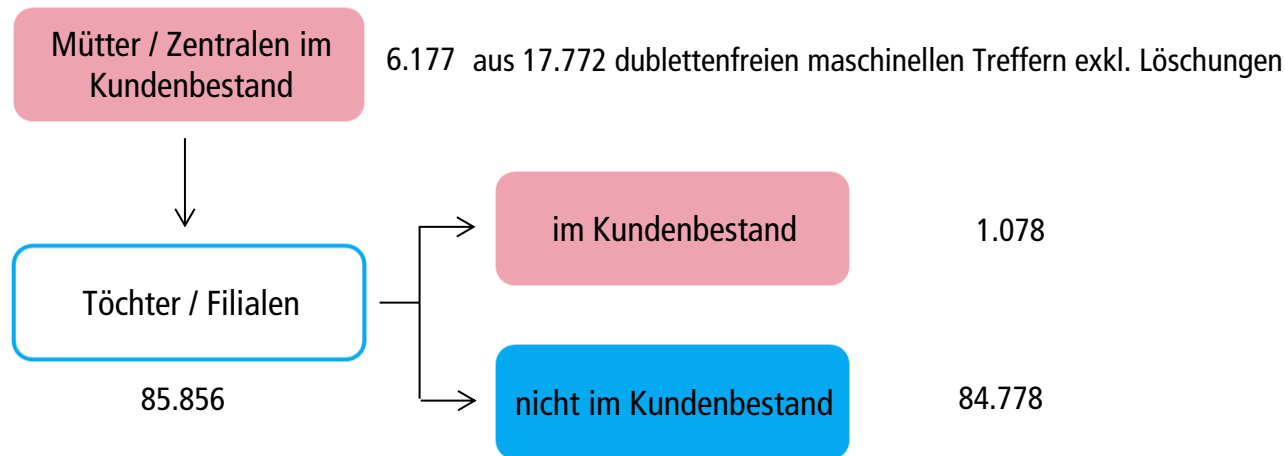 Mütter / Zentralen im
Kundenbestand
6.177 aus 17.772 dublettenfreien maschinellen Treffern exkl. Löschungen
im Kundenbestand
1.078
Töchter / Filialen
85.856
nicht im Kundenbestand
84.778